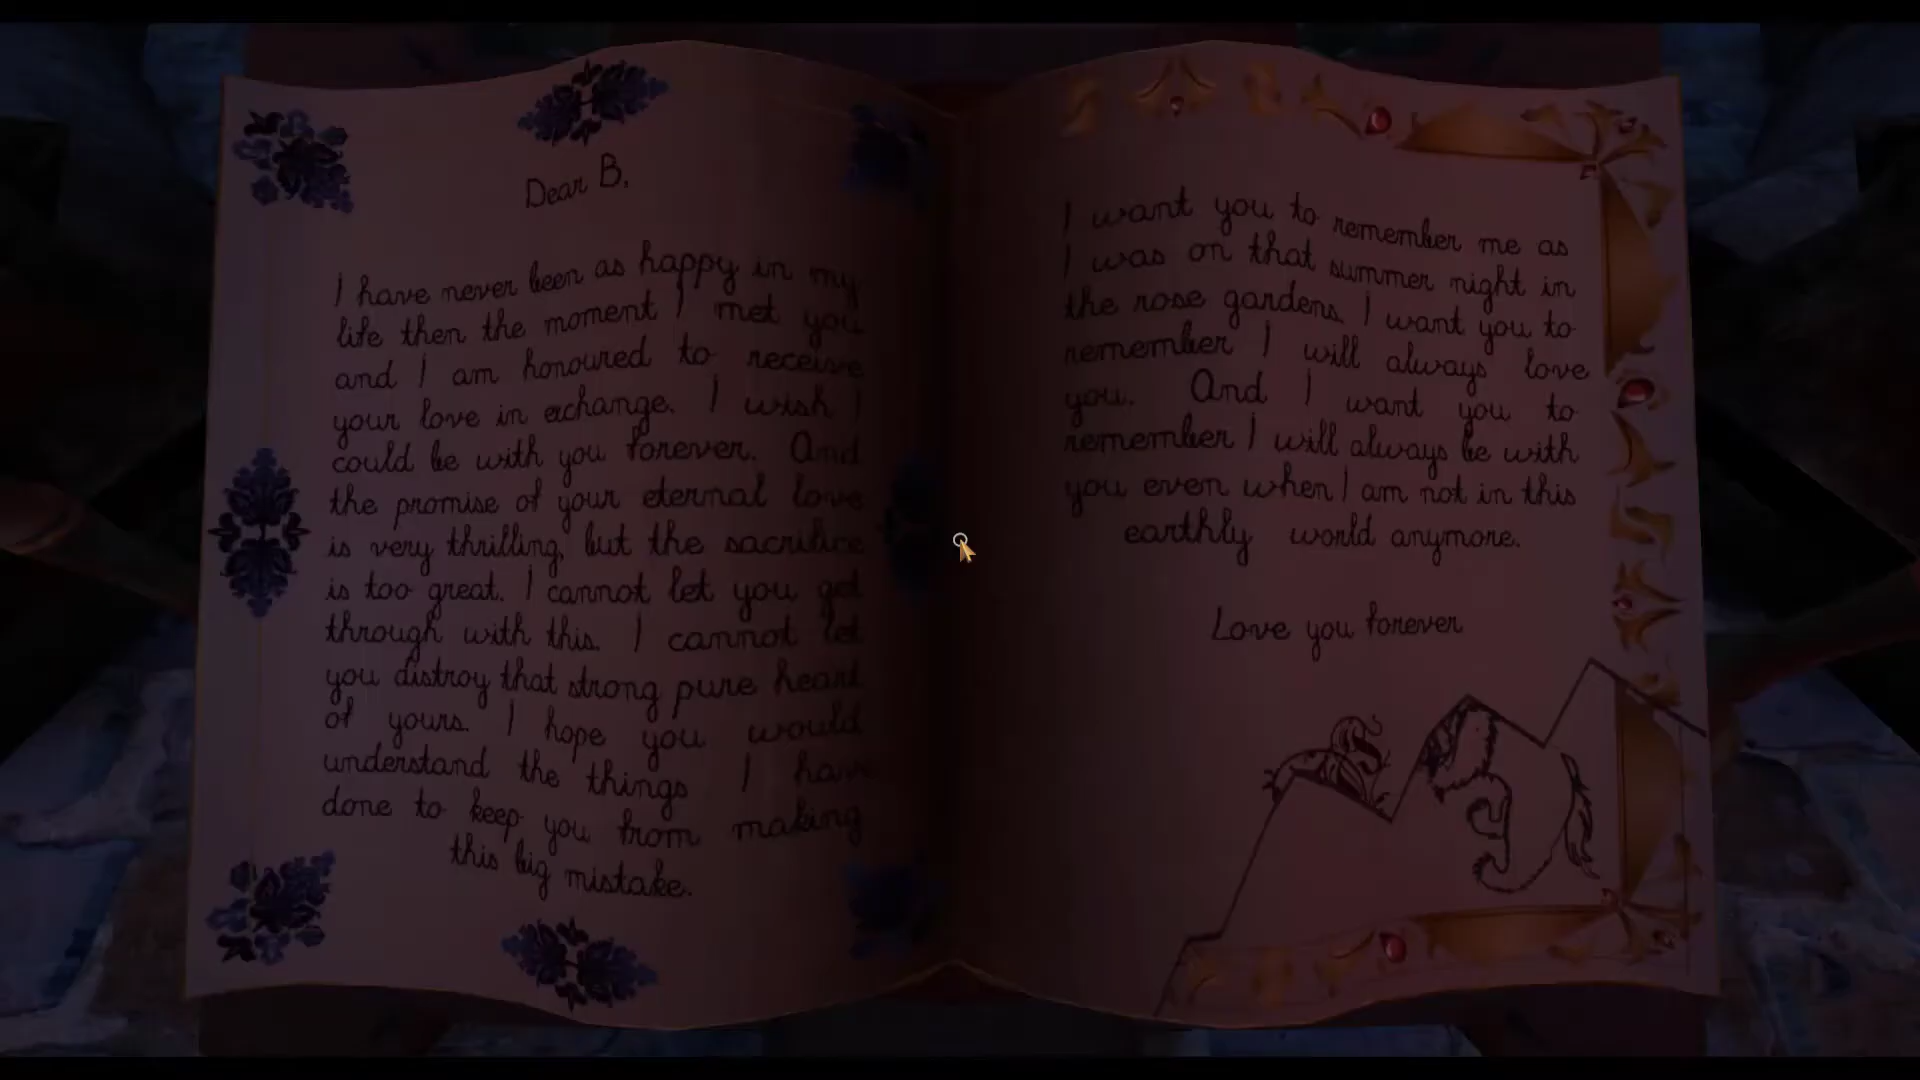 Dear B,
I have never been as happy in my
life then the moment I met you
and I am honoured to receive
your love in exchange. I wish I
could be with you forever. And
the promise of your eternal love
is very thrilling, but the sacrifice
is too great. I cannot let you get
through with this. I cannot let
you distroy that strong pure heart
of yours. I hope you would
understand the things I have
done to keep you from making
this big mistake.
I want you to remember me as
I was on that summer night in
the rose gardens. I want you to
remember I will always love
you. And I want you to
remember I will always be with
you even when I am not in this
earthly world anymore.
Love you forever